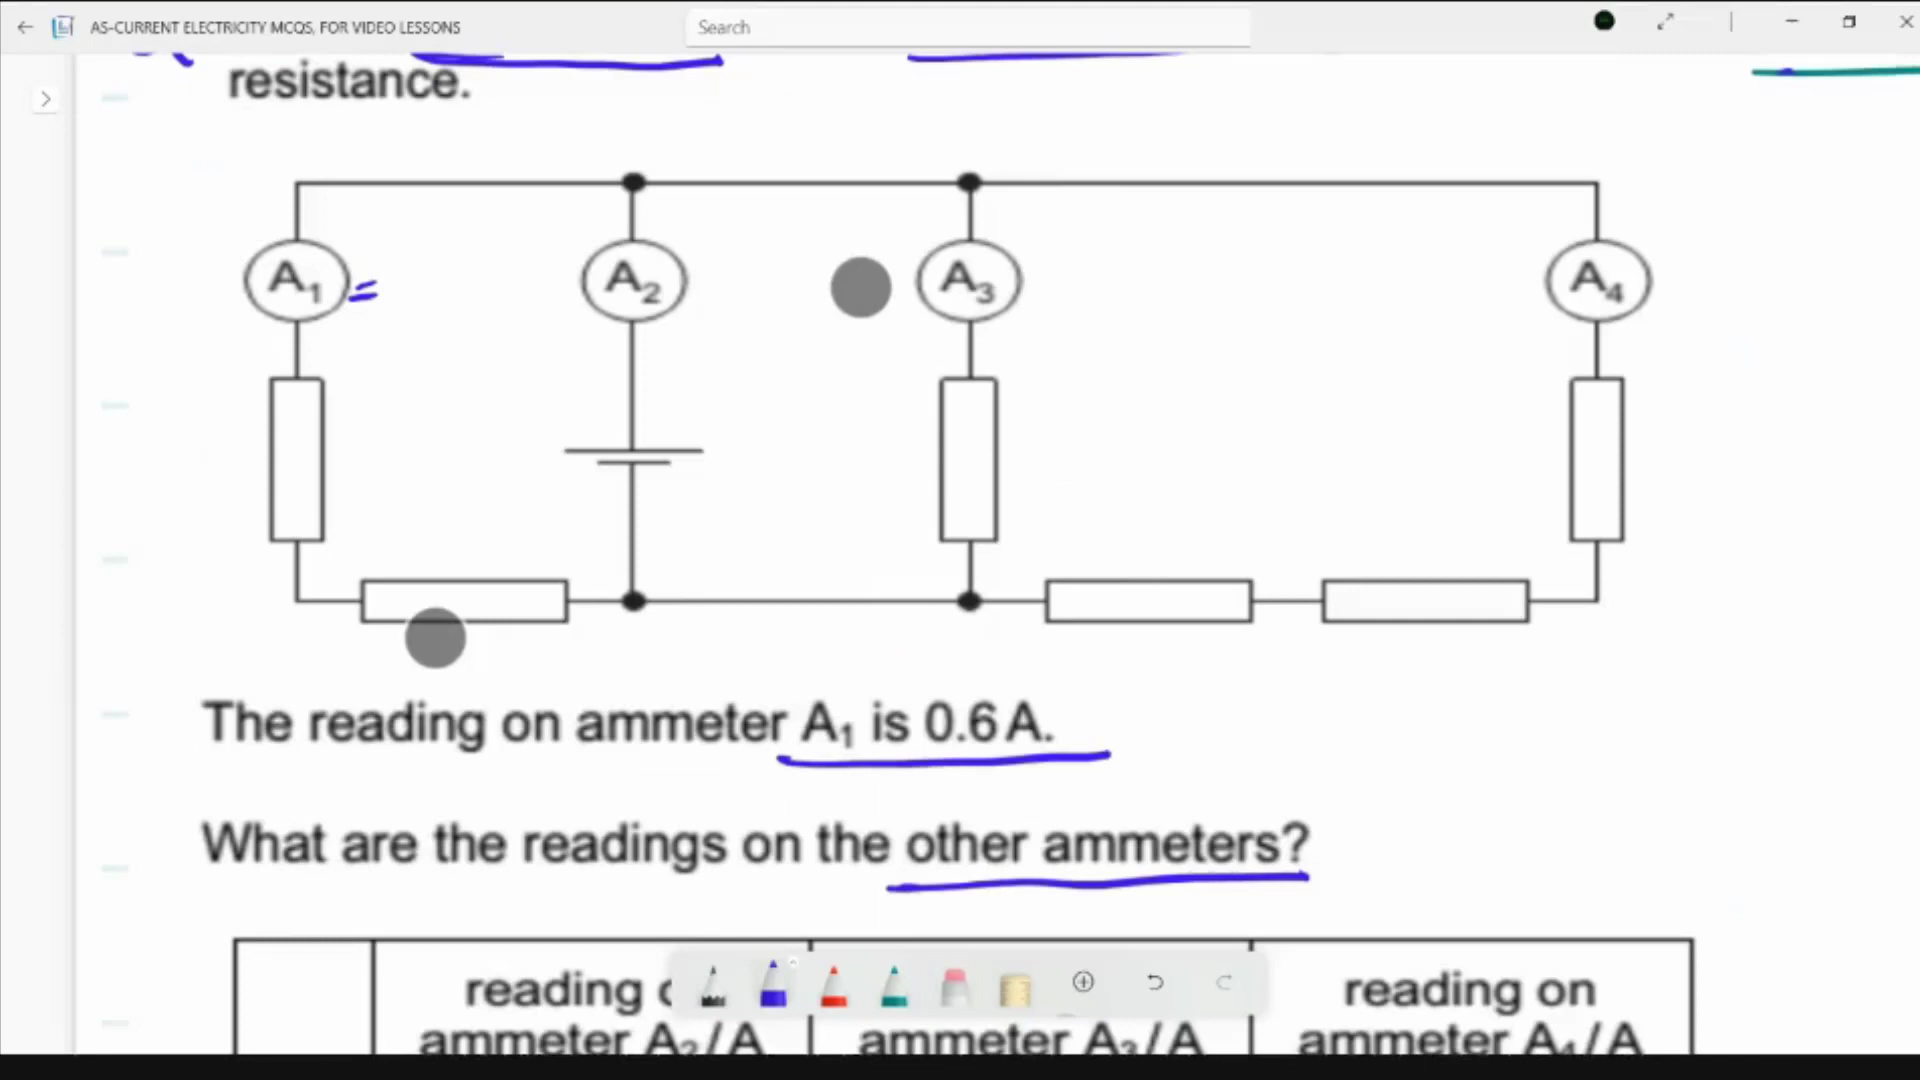 AS-CURRENT ELECTRICITY MCQS, FOR VIDEO LESSONS
Search
resistance.
A₁ =
A₂
A₃
A₄
The reading on ammeter A₁ is 0.6 A.
What are the readings on the other ammeters?
reading
reading on
ammeter A₂ / A
ammeter A₃ / A
ammeter A₄ / A